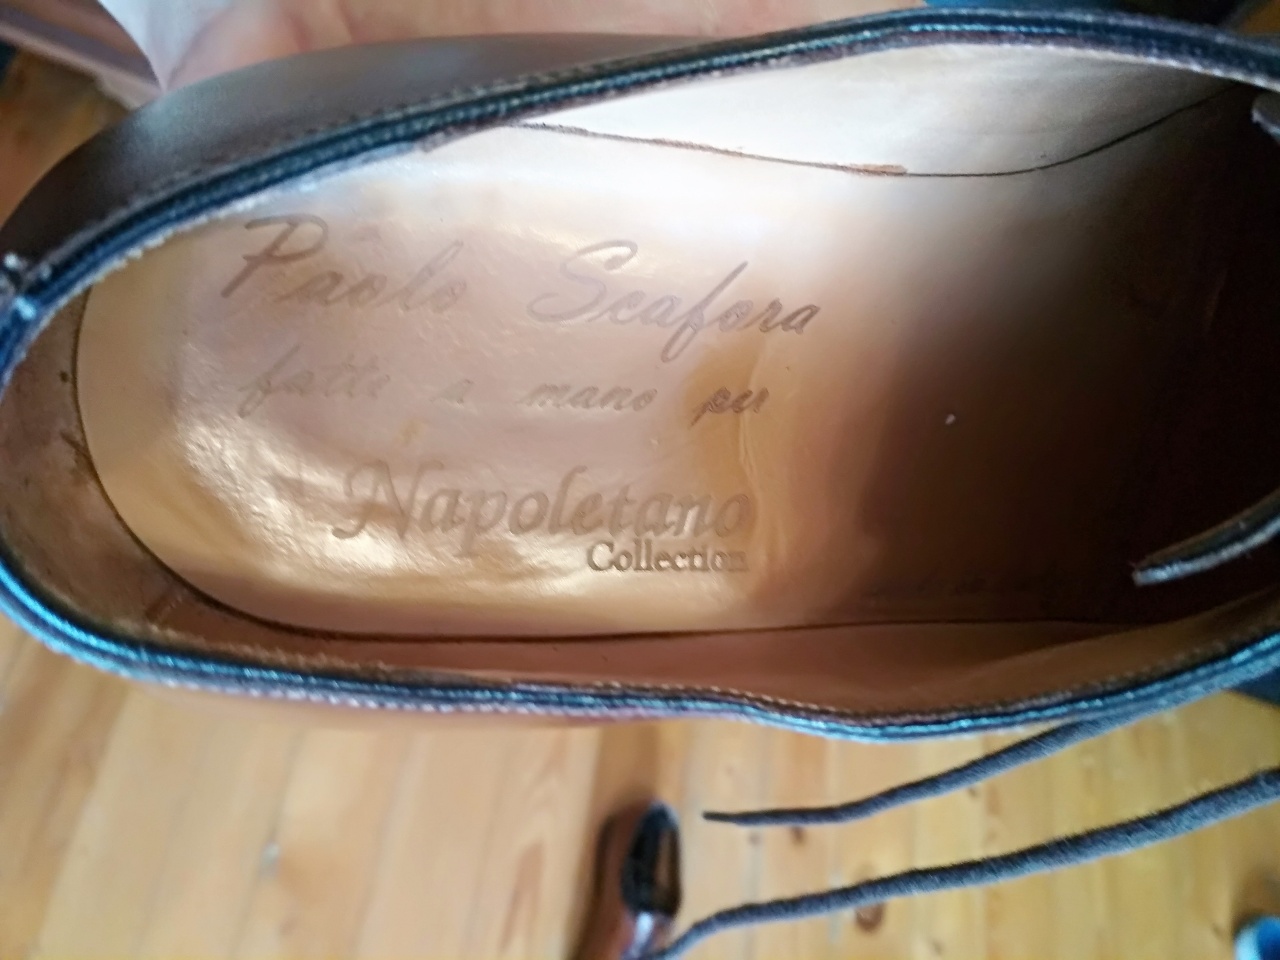 Paolo Scafora
fatte a mano per
Napoletano
Collection